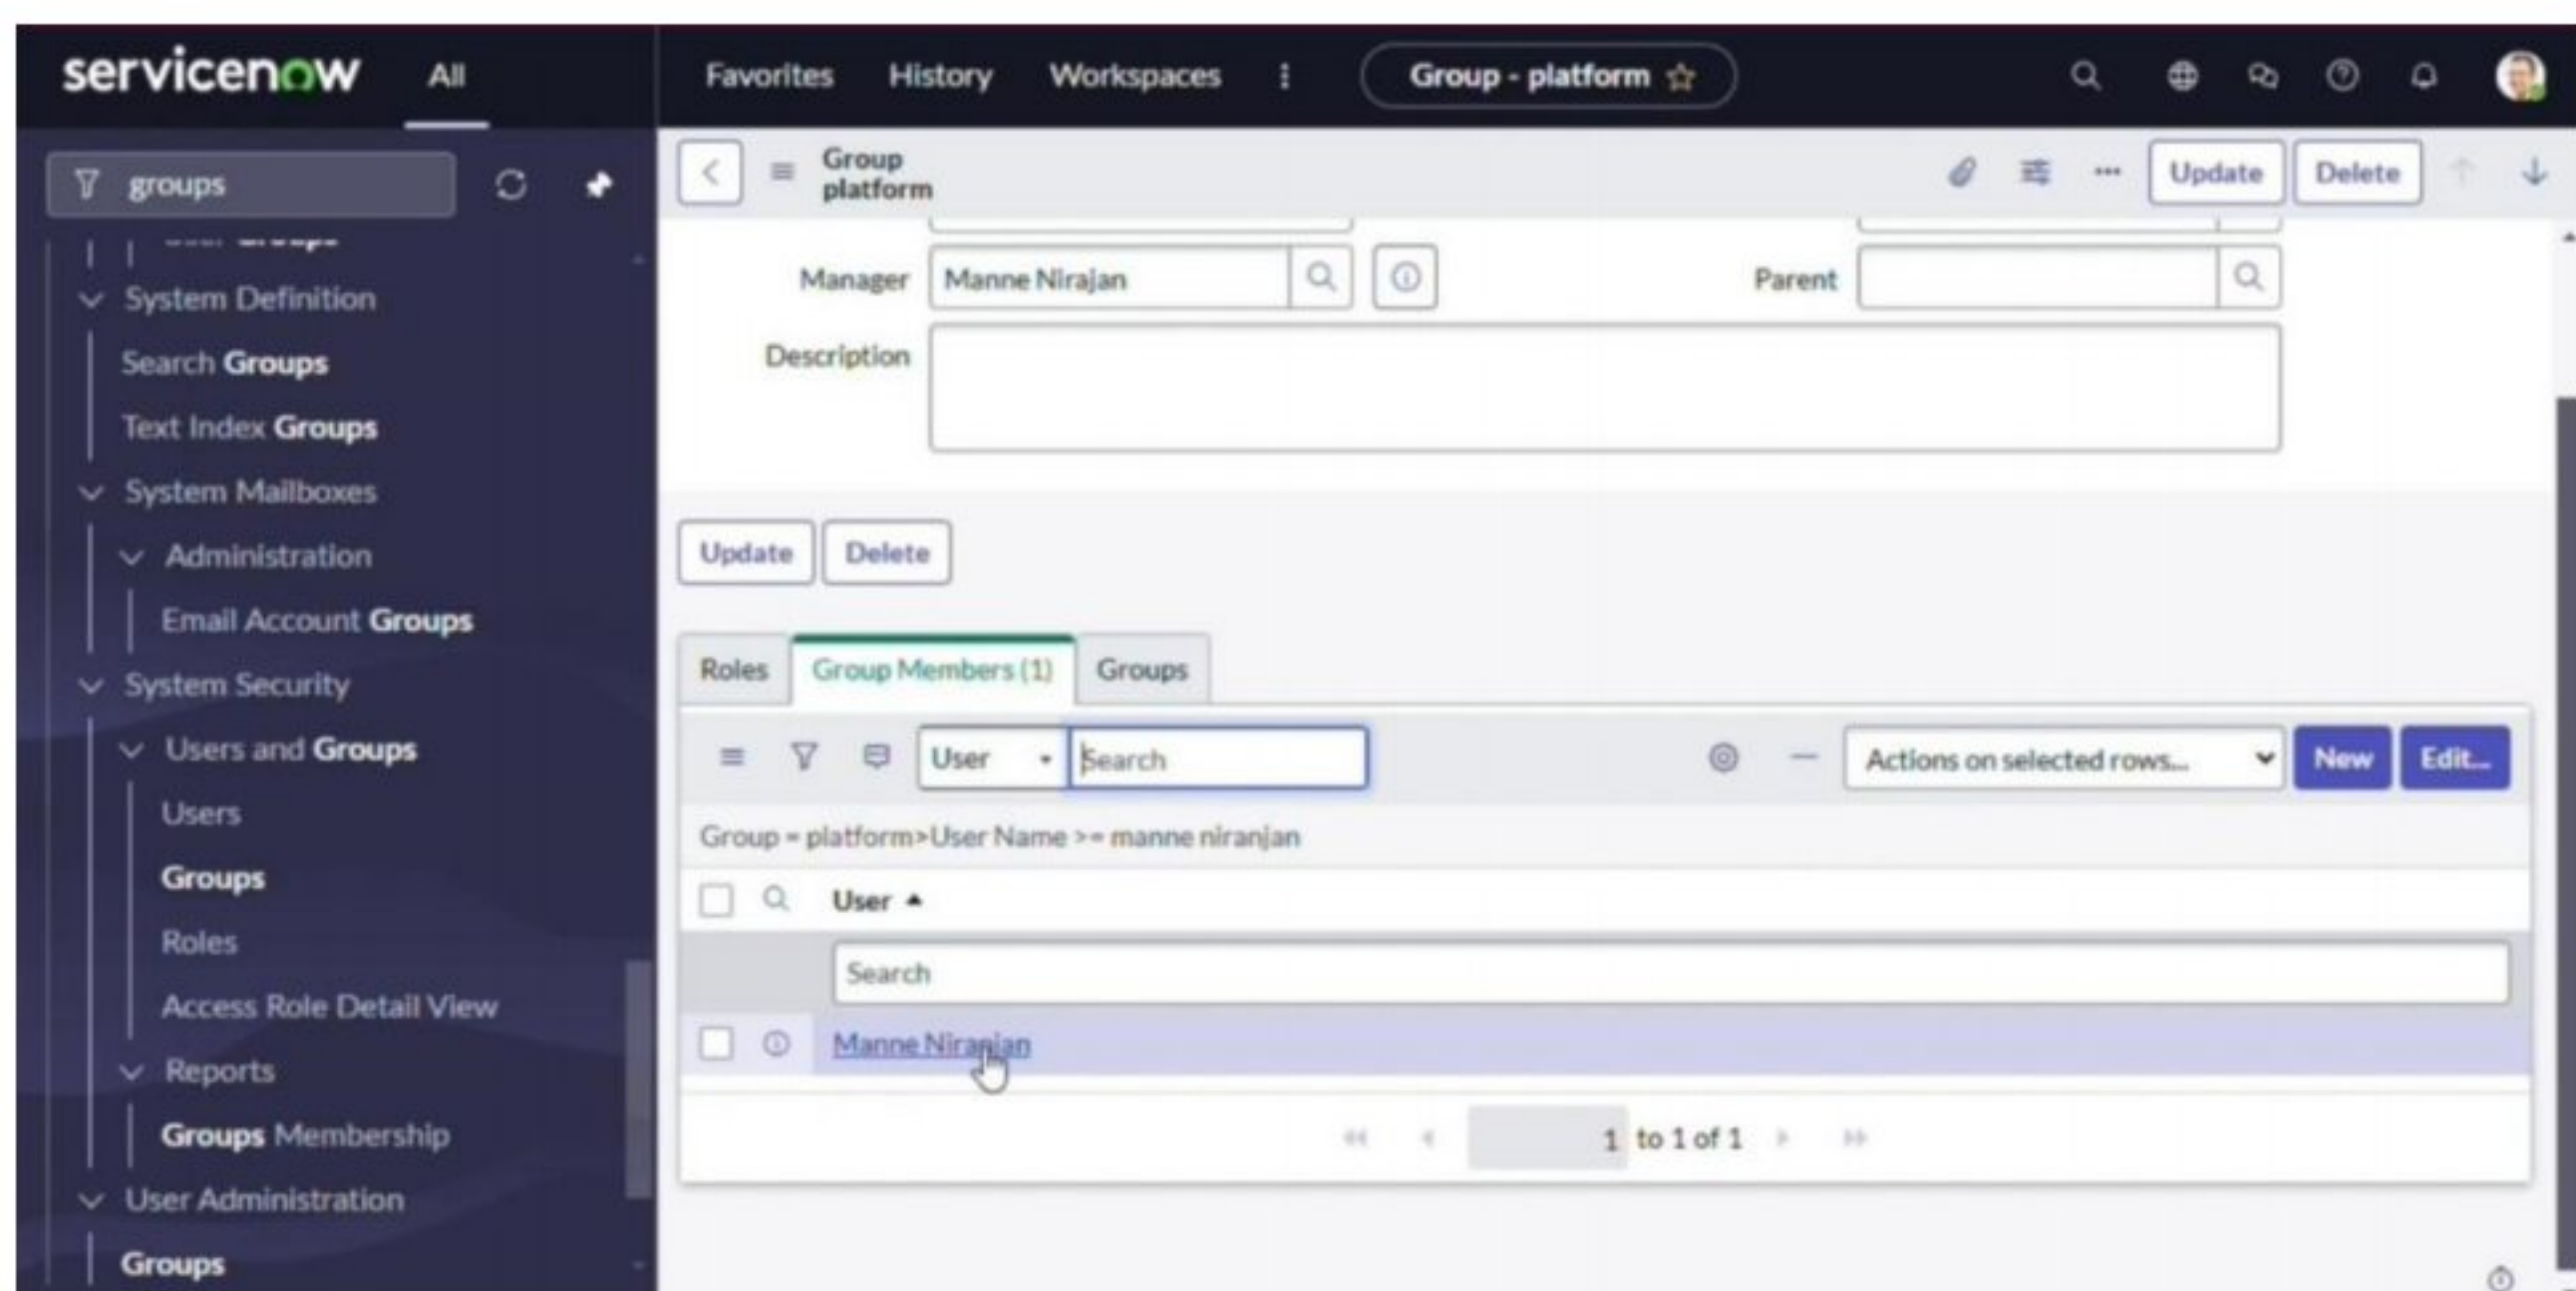 servicenow All Favorites History Workspaces Group - platform
groups
Group
platform
Update Delete
Groups
System Definition
Search Groups
Text Index Groups
System Mailboxes
Administration
Email Account Groups
System Security
Users and Groups
Users
Groups
Roles
Access Role Detail View
Reports
Groups Membership
User Administration
Groups
Manager Manne Nirajan Parent
Description
Update Delete
Roles Group Members (1) Groups
User Search Actions on selected rows... New Edit...
Group = platform>User Name >= manne niranjan
User
Search
Manne Niranjan
1 to 1 of 1